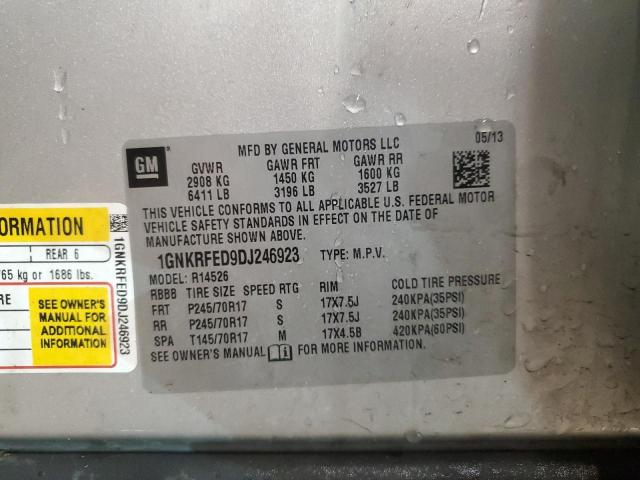 GM
MFD BY GENERAL MOTORS LLC
05/13
GVWR GAWR FRT GAWR RR
2908 KG 1450 KG 1600 KG
6411 LB 3196 LB 3527 LB
THIS VEHICLE CONFORMS TO ALL APPLICABLE U.S. FEDERAL MOTOR
VEHICLE SAFETY STANDARDS IN EFFECT ON THE DATE OF
MANUFACTURE SHOWN ABOVE.
1GNKRFED9DJ246923 TYPE: M.P.V.
MODEL: R14526
RBBB TIRE SIZE SPEED RTG RIM COLD TIRE PRESSURE
FRT P245/70R17 S 17X7.5J 240KPA(35PSI)
RR P245/70R17 S 17X7.5J 240KPA(35PSI)
SPA T145/70R17 M 17X4.5B 420KPA(60PSI)
SEE OWNER'S MANUAL FOR MORE INFORMATION.
FORMATION
REAR 6
765 kg or 1686 lbs.
SEE OWNER'S
MANUAL FOR
ADDITIONAL
INFORMATION
1GNKRFED9DJ246923